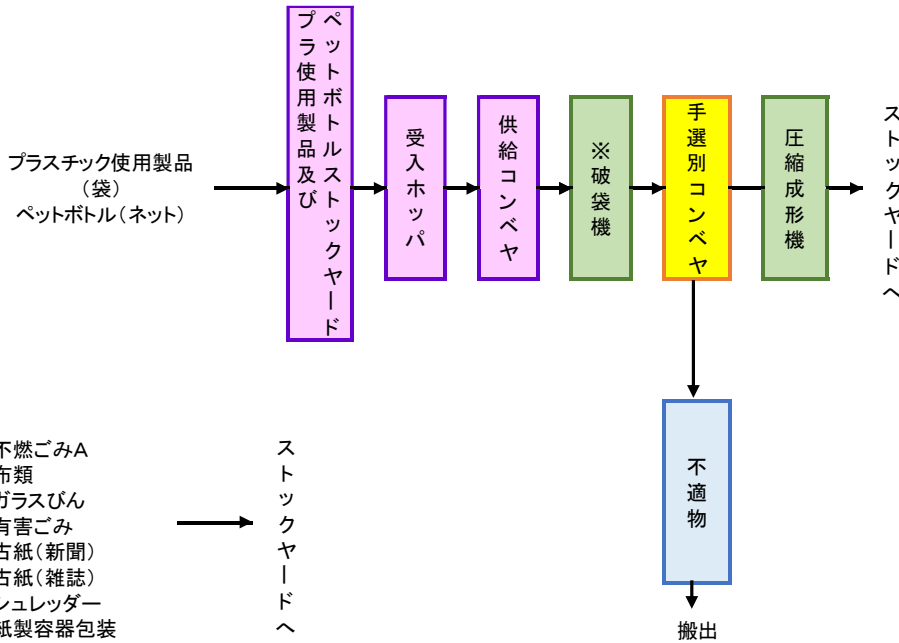 プラスチック使用製品
(袋)
ペットボトル(ネット)
プラ使用製品及び
ペットボトルストックヤード
受入ホッパ
供給コンベヤ
※破袋機
手選別コンベヤ
圧縮成形機
ストックヤードへ
不適物
搬出
不燃ごみA
布類
ガラスびん
有害ごみ
古紙(新聞)
古紙(雑誌)
シュレッダー
紙製容器包装
ストックヤードへ